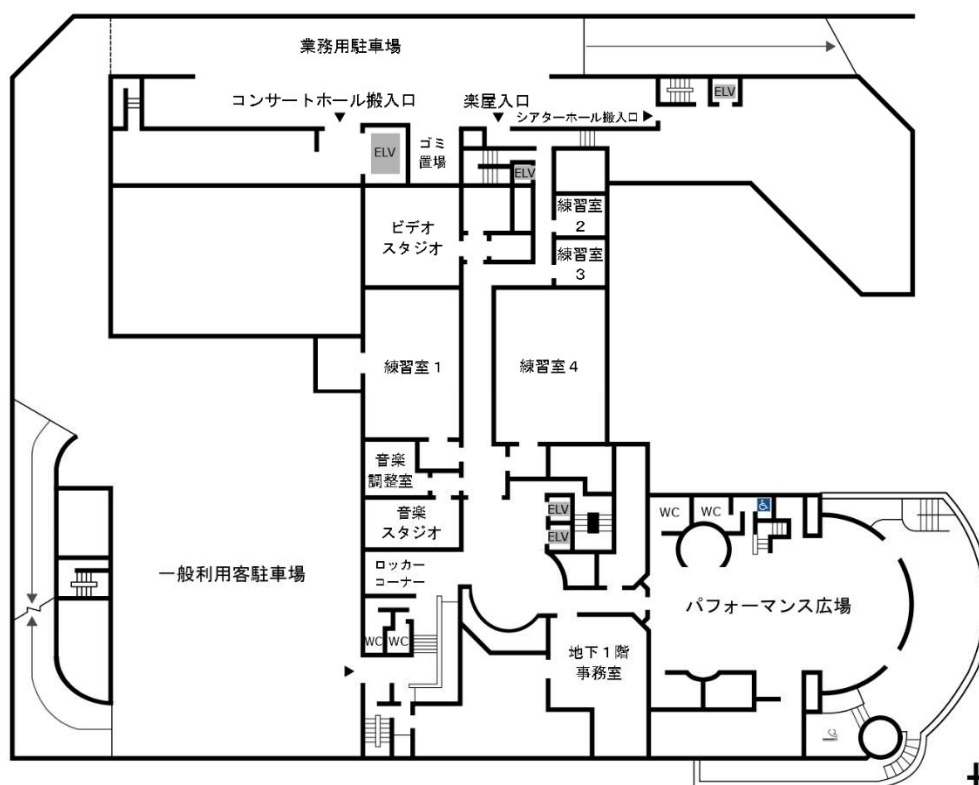 業務用駐車場
コンサートホール搬入口
楽屋入口
シアターホール搬入口
ELV
ELV
ゴミ
置場
ELV
ビデオ
スタジオ
練習室
2
練習室
3
練習室1
練習室4
音楽
調整室
音楽
スタジオ
ELV
ELV
WC
WC
ロッカー
コーナー
一般利用客駐車場
パフォーマンス広場
WC
WC
地下1階
事務室